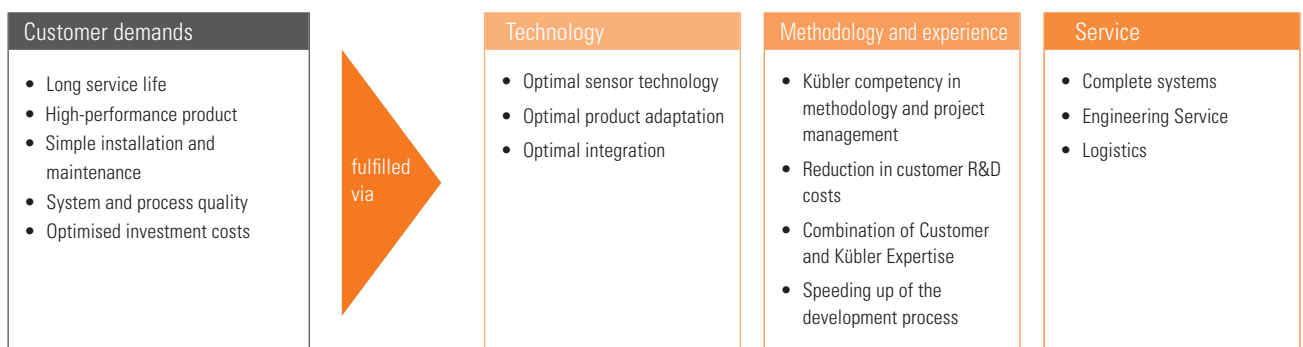 Customer demands
• Long service life
• High-performance product
• Simple installation and
maintenance
• System and process quality
• Optimised investment costs
fulfilled
via
Technology
• Optimal sensor technology
• Optimal product adaptation
• Optimal integration
Methodology and experience
• Kübler competency in
methodology and project
management
• Reduction in customer R&D
costs
• Combination of Customer
and Kübler Expertise
• Speeding up of the
development process
Service
• Complete systems
• Engineering Service
• Logistics